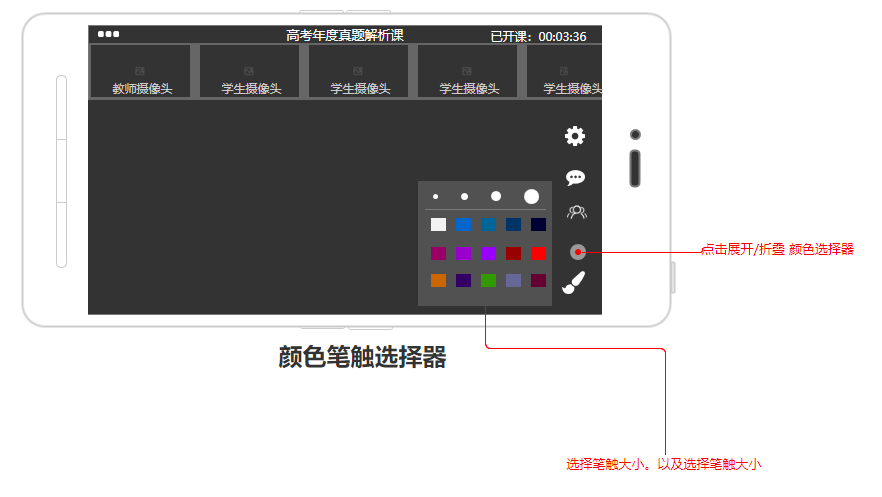 高考年度真题解析课
已开课：00:03:36
教师摄像头
学生摄像头
学生摄像头
学生摄像头
学生摄像头
点击展开/折叠 颜色选择器
颜色笔触选择器
选择笔触大小。以及选择笔触大小